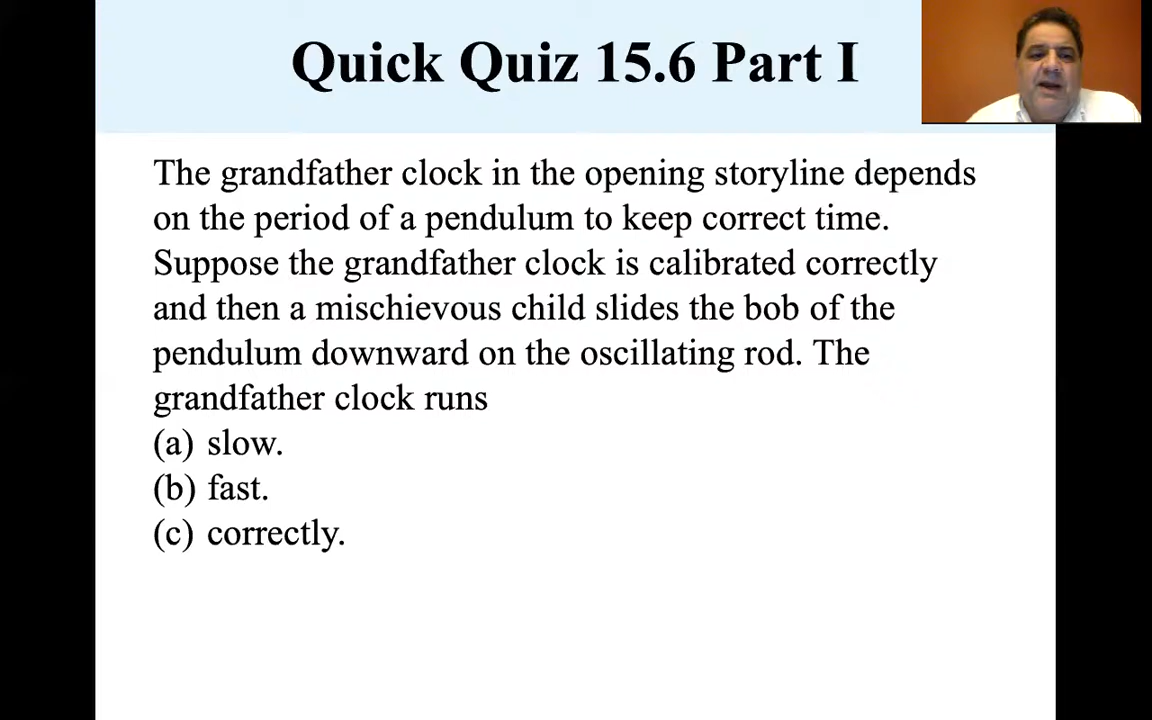 Quick Quiz 15.6 Part I
The grandfather clock in the opening storyline depends
on the period of a pendulum to keep correct time.
Suppose the grandfather clock is calibrated correctly
and then a mischievous child slides the bob of the
pendulum downward on the oscillating rod. The
grandfather clock runs
(a) slow.
(b) fast.
(c) correctly.